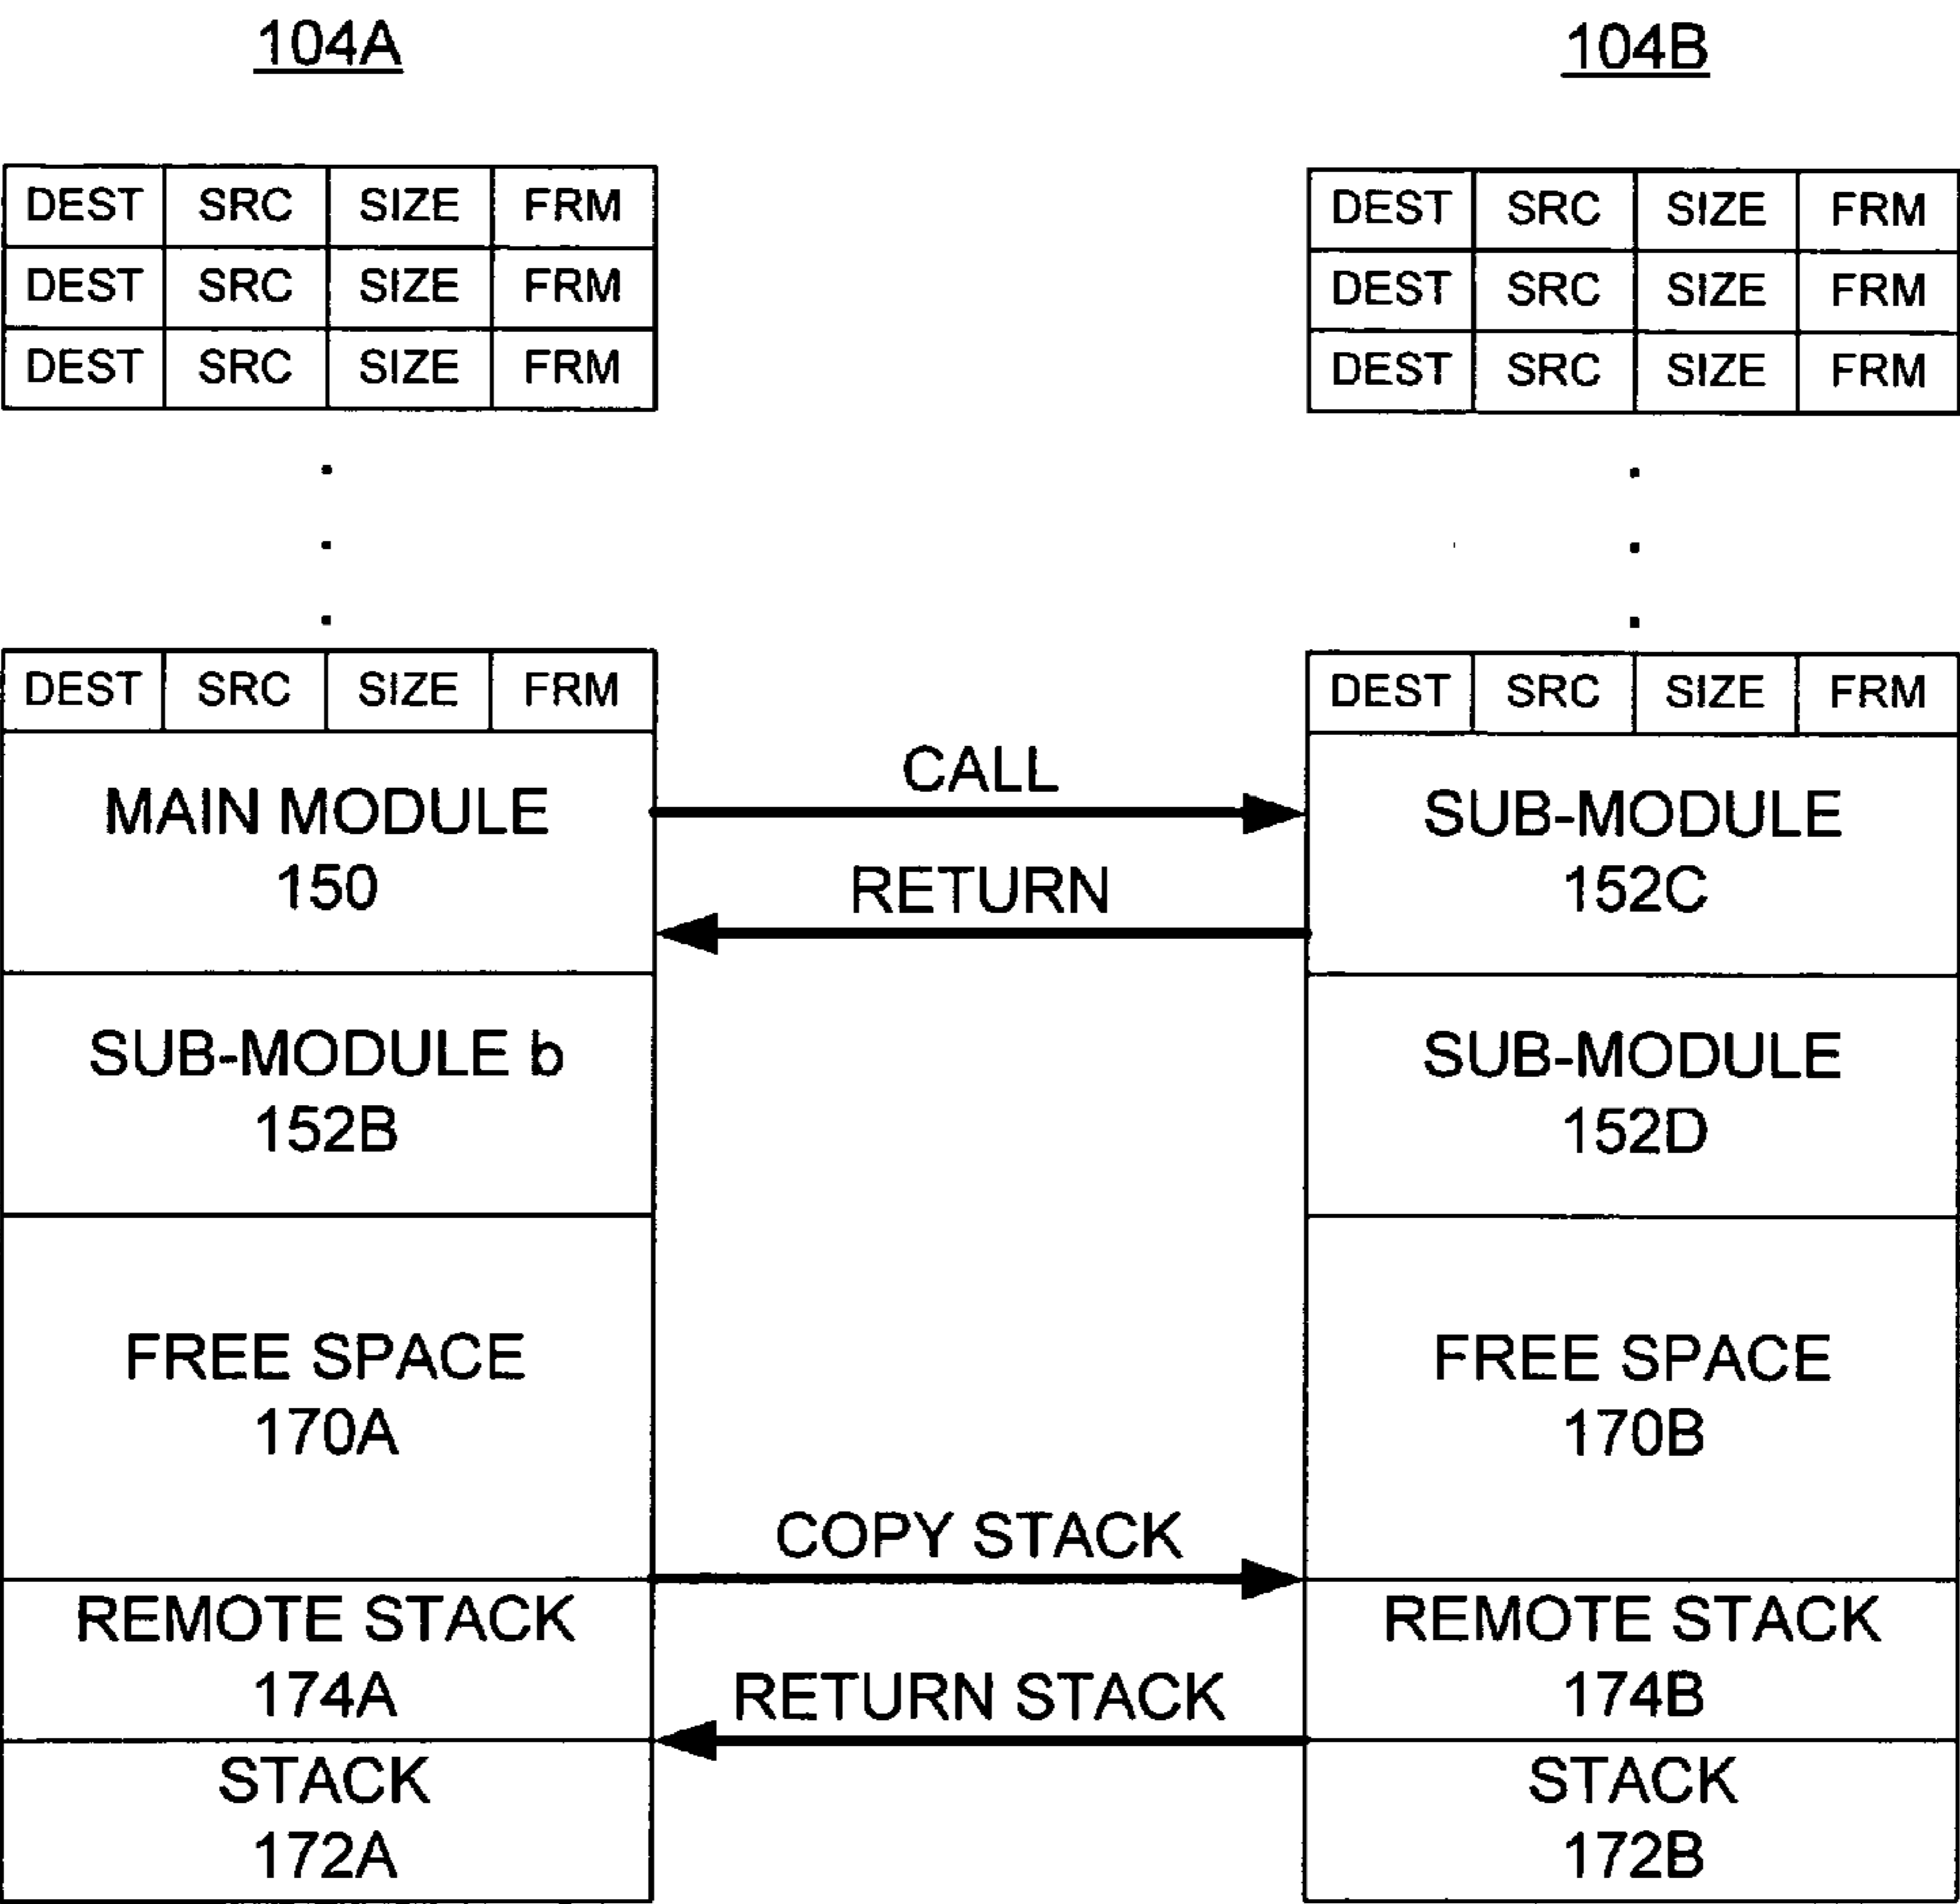 104A
104B
DEST SRC SIZE FRM
DEST SRC SIZE FRM
DEST SRC SIZE FRM
DEST SRC SIZE FRM
DEST SRC SIZE FRM
DEST SRC SIZE FRM
DEST SRC SIZE FRM
MAIN MODULE
150
SUB-MODULE b
152B
FREE SPACE
170A
REMOTE STACK
174A
STACK
172A
CALL
RETURN
COPY STACK
RETURN STACK
DEST SRC SIZE FRM
SUB-MODULE
152C
SUB-MODULE
152D
FREE SPACE
170B
REMOTE STACK
174B
STACK
172B